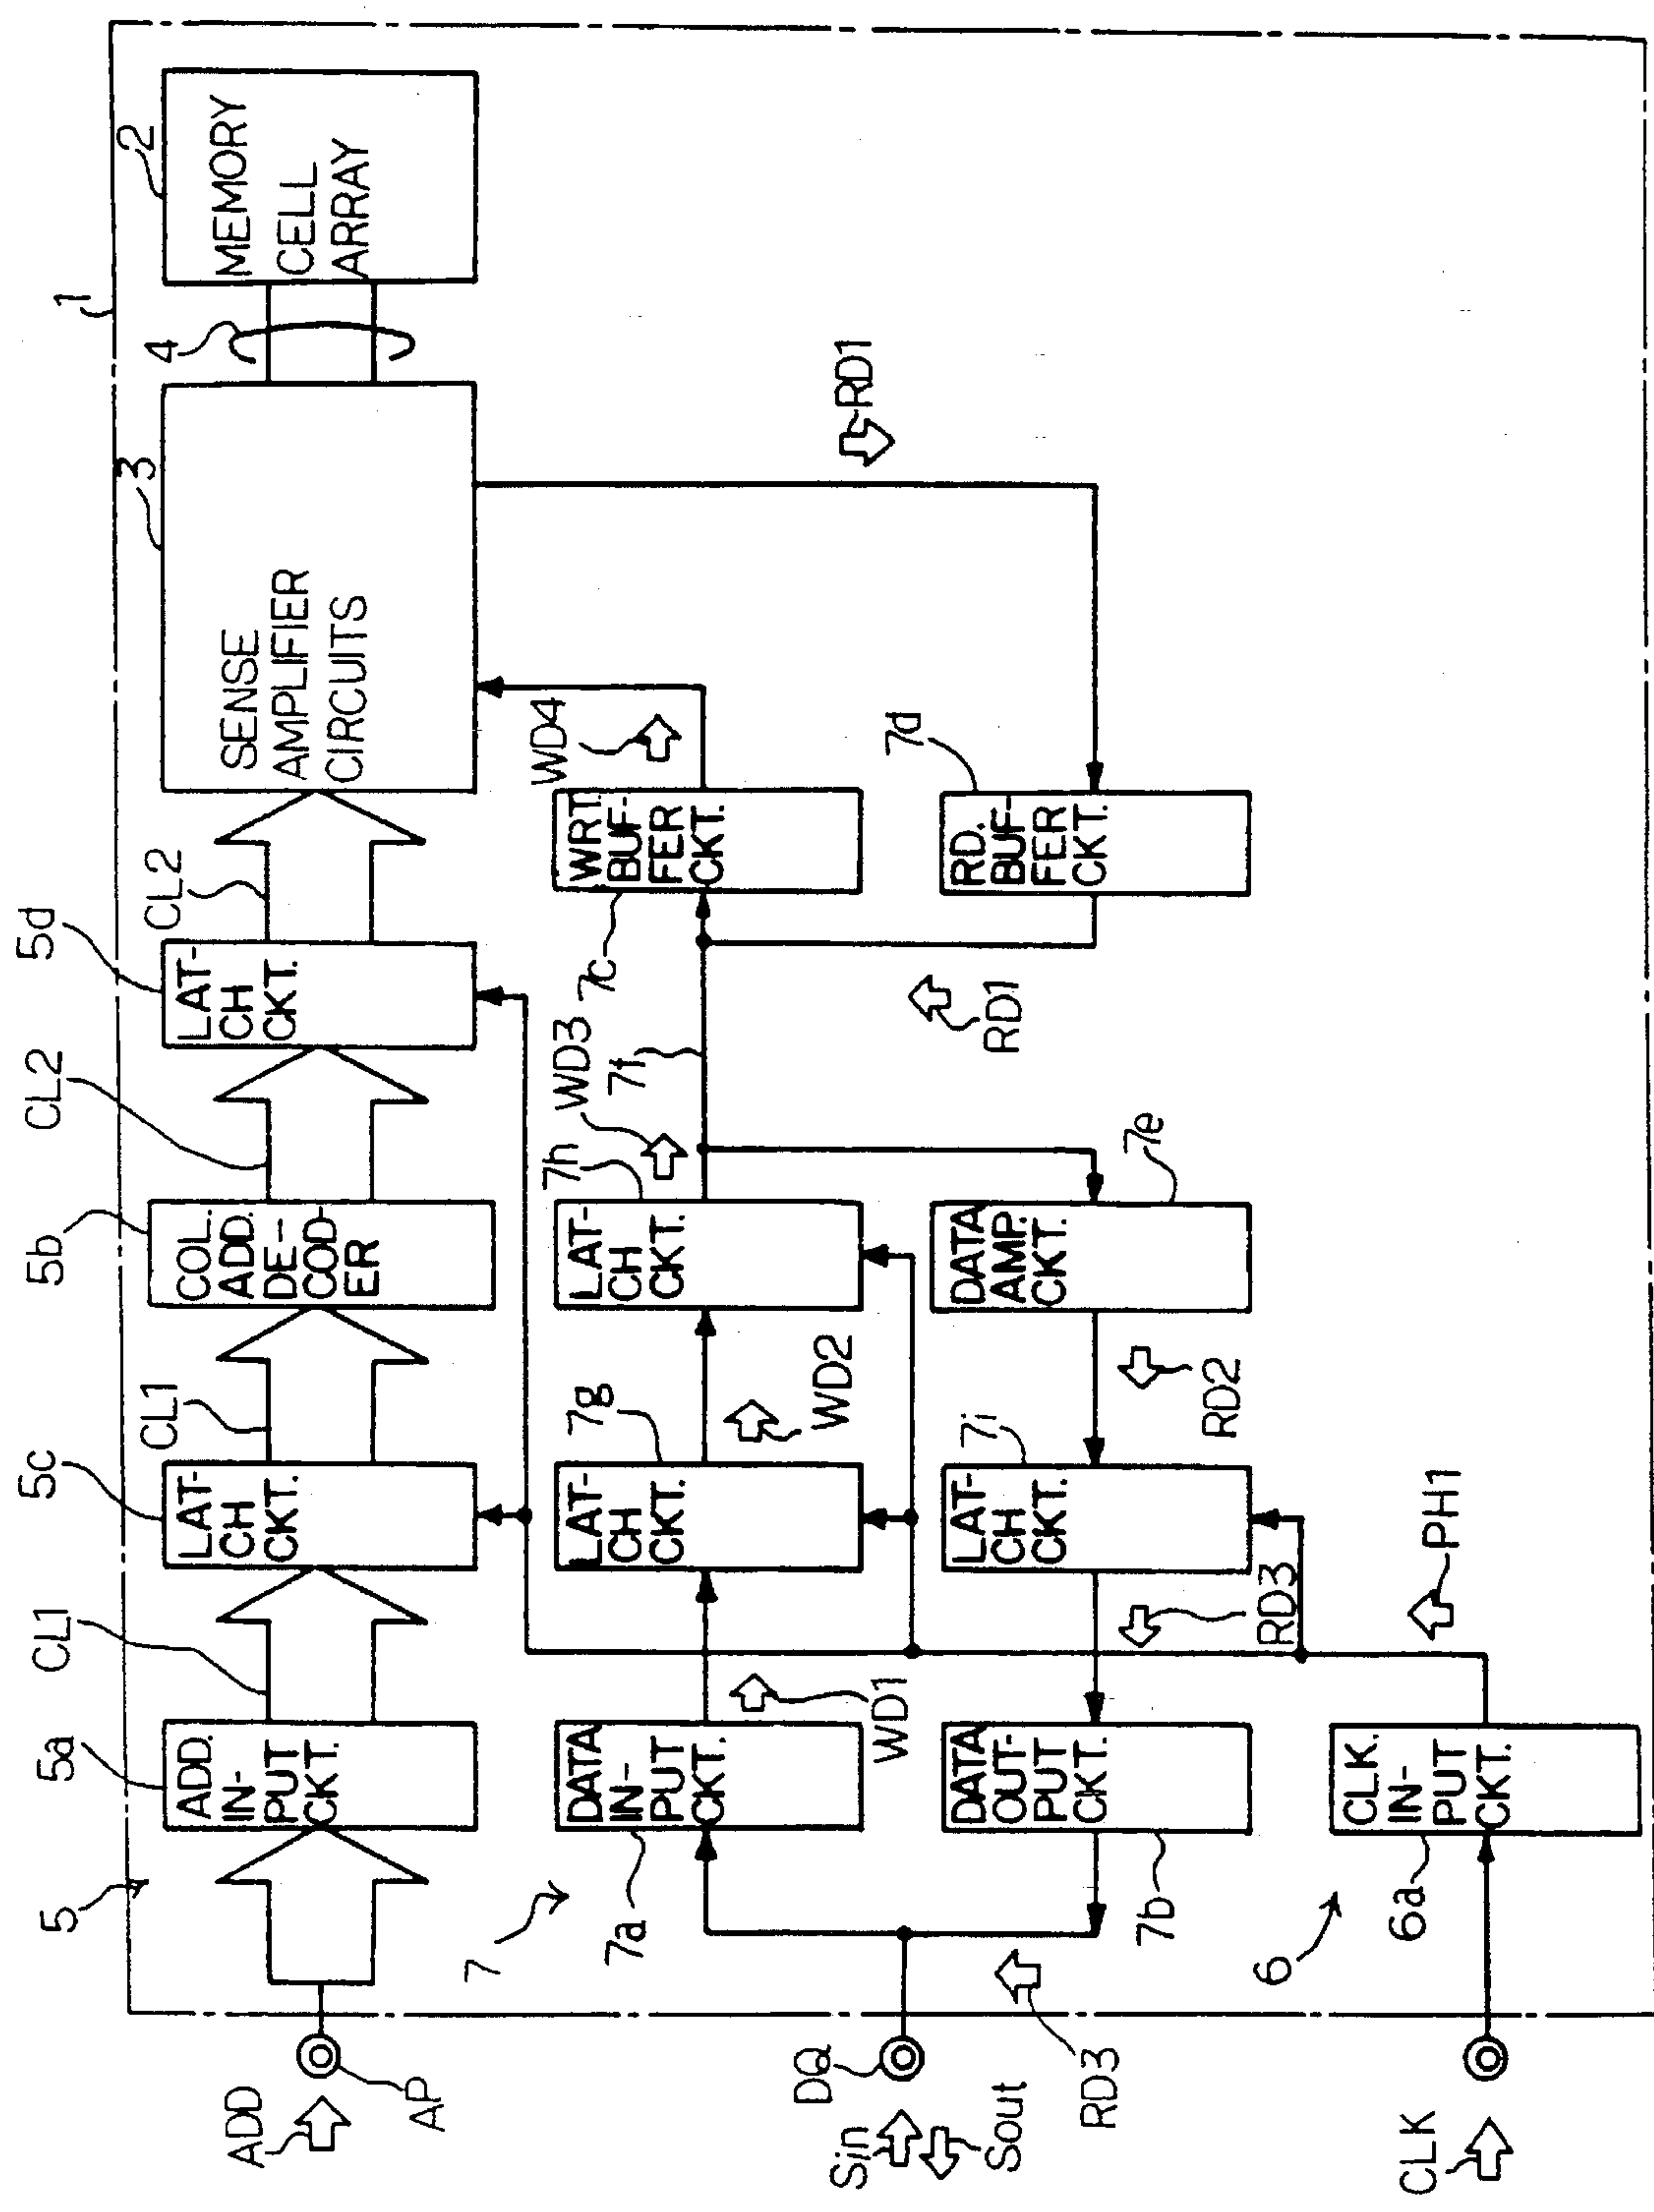 1
2
MEMORY
CELL
ARRAY
4
3
SENSE
AMPLIFIER
CIRCUITS
CL2
5d
LAT-
CH
CKT.
CL2
5b
COL.
ADD.
DE-
COD-
ER
CL1
5c
LAT-
CH
CKT.
CL1
5a
ADD.
IN-
PUT
CKT.
5
ADD
AP
RD1
WD4
WRT.
BUF-
FER
CKT.
7c
7d
RD.
BUF-
FER
CKT.
RD1
WD3
7f
7h
LAT-
CH
CKT.
7e
DATA
AMP.
CKT.
WD2
7g
LAT-
CH
CKT.
RD2
7i
LAT-
CH
CKT.
RD3
PH1
WD1
DATA
IN-
PUT
CKT.
7a
7
DATA
OUT-
PUT
CKT.
7b
CLK.
IN-
PUT
CKT.
6a
6
DQ
Sin
Sout
RD3
CLK